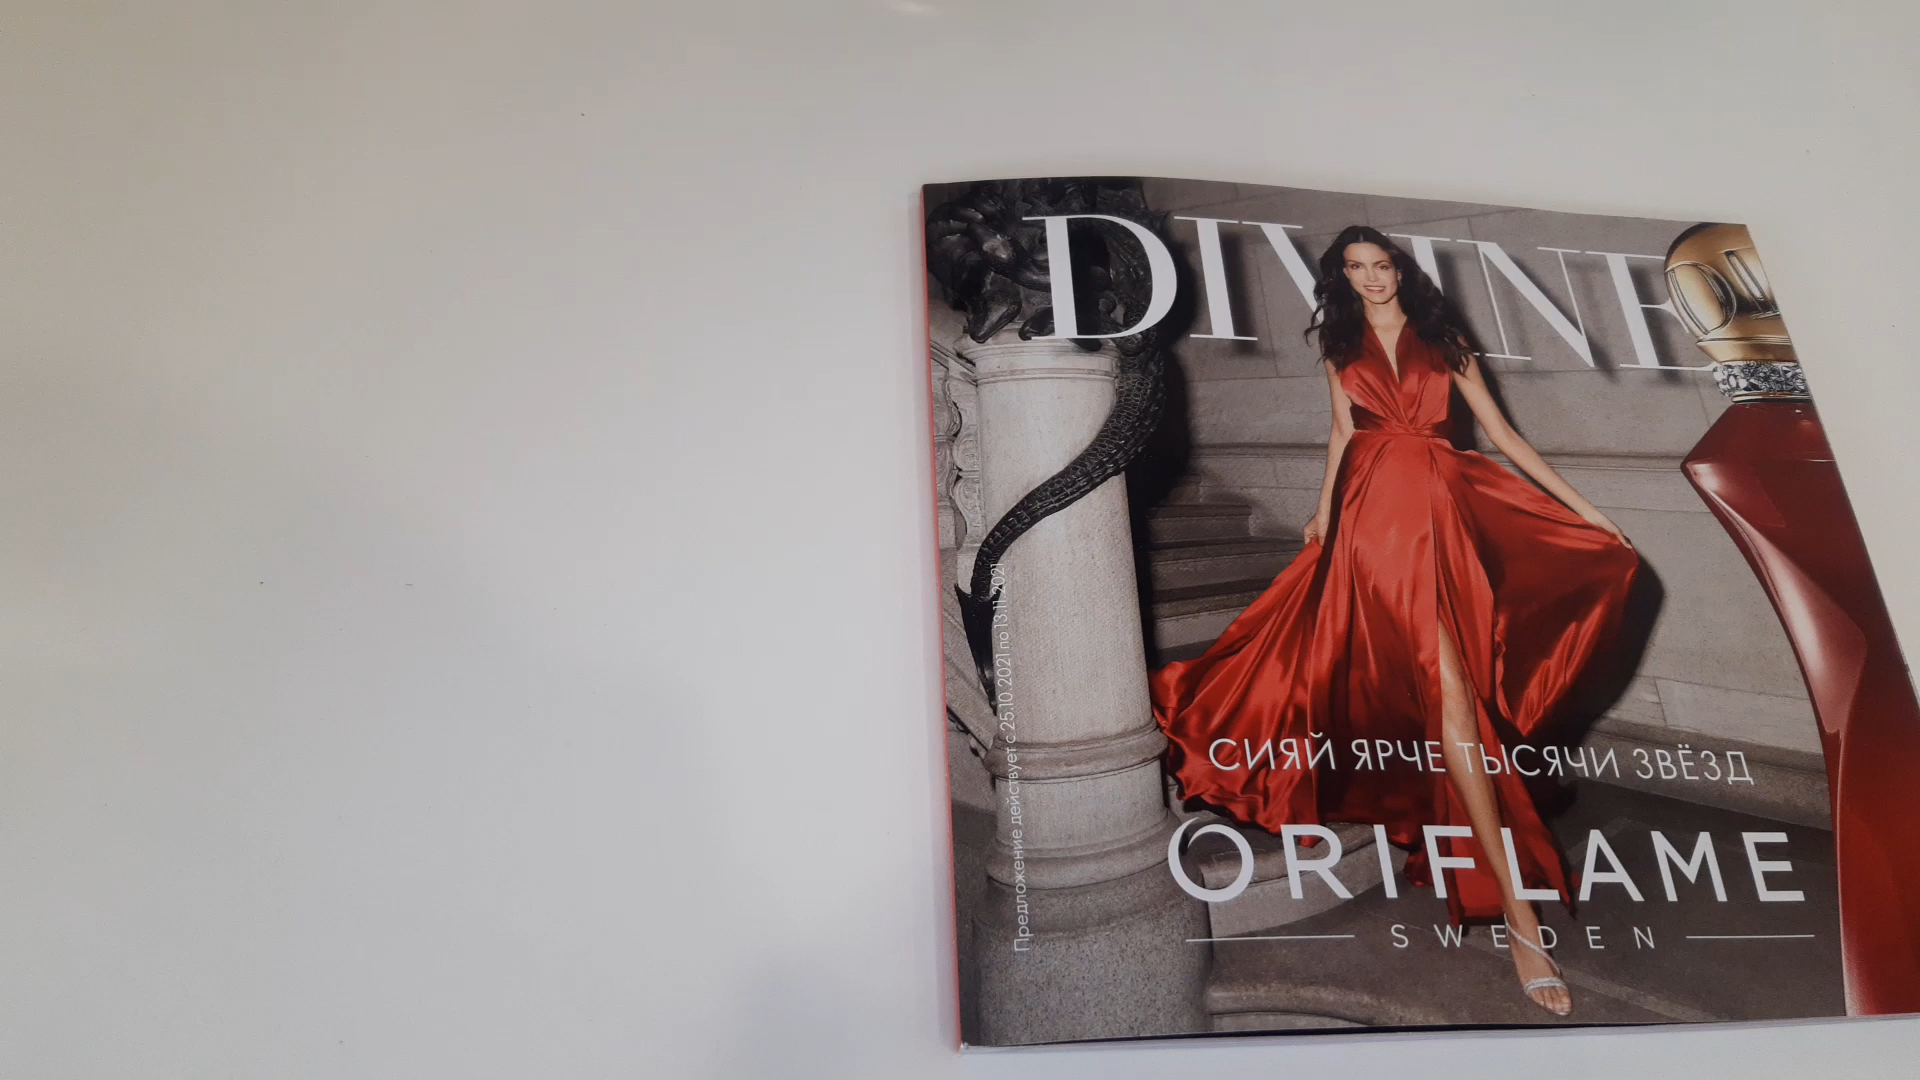 DIVINE
СИЯЙ ЯРЧЕ ТЫСЯЧИ ЗВЁЗД
ORIFLAME
SWEDEN
Предложение действует с 25.10.2021 по 13.11.2021